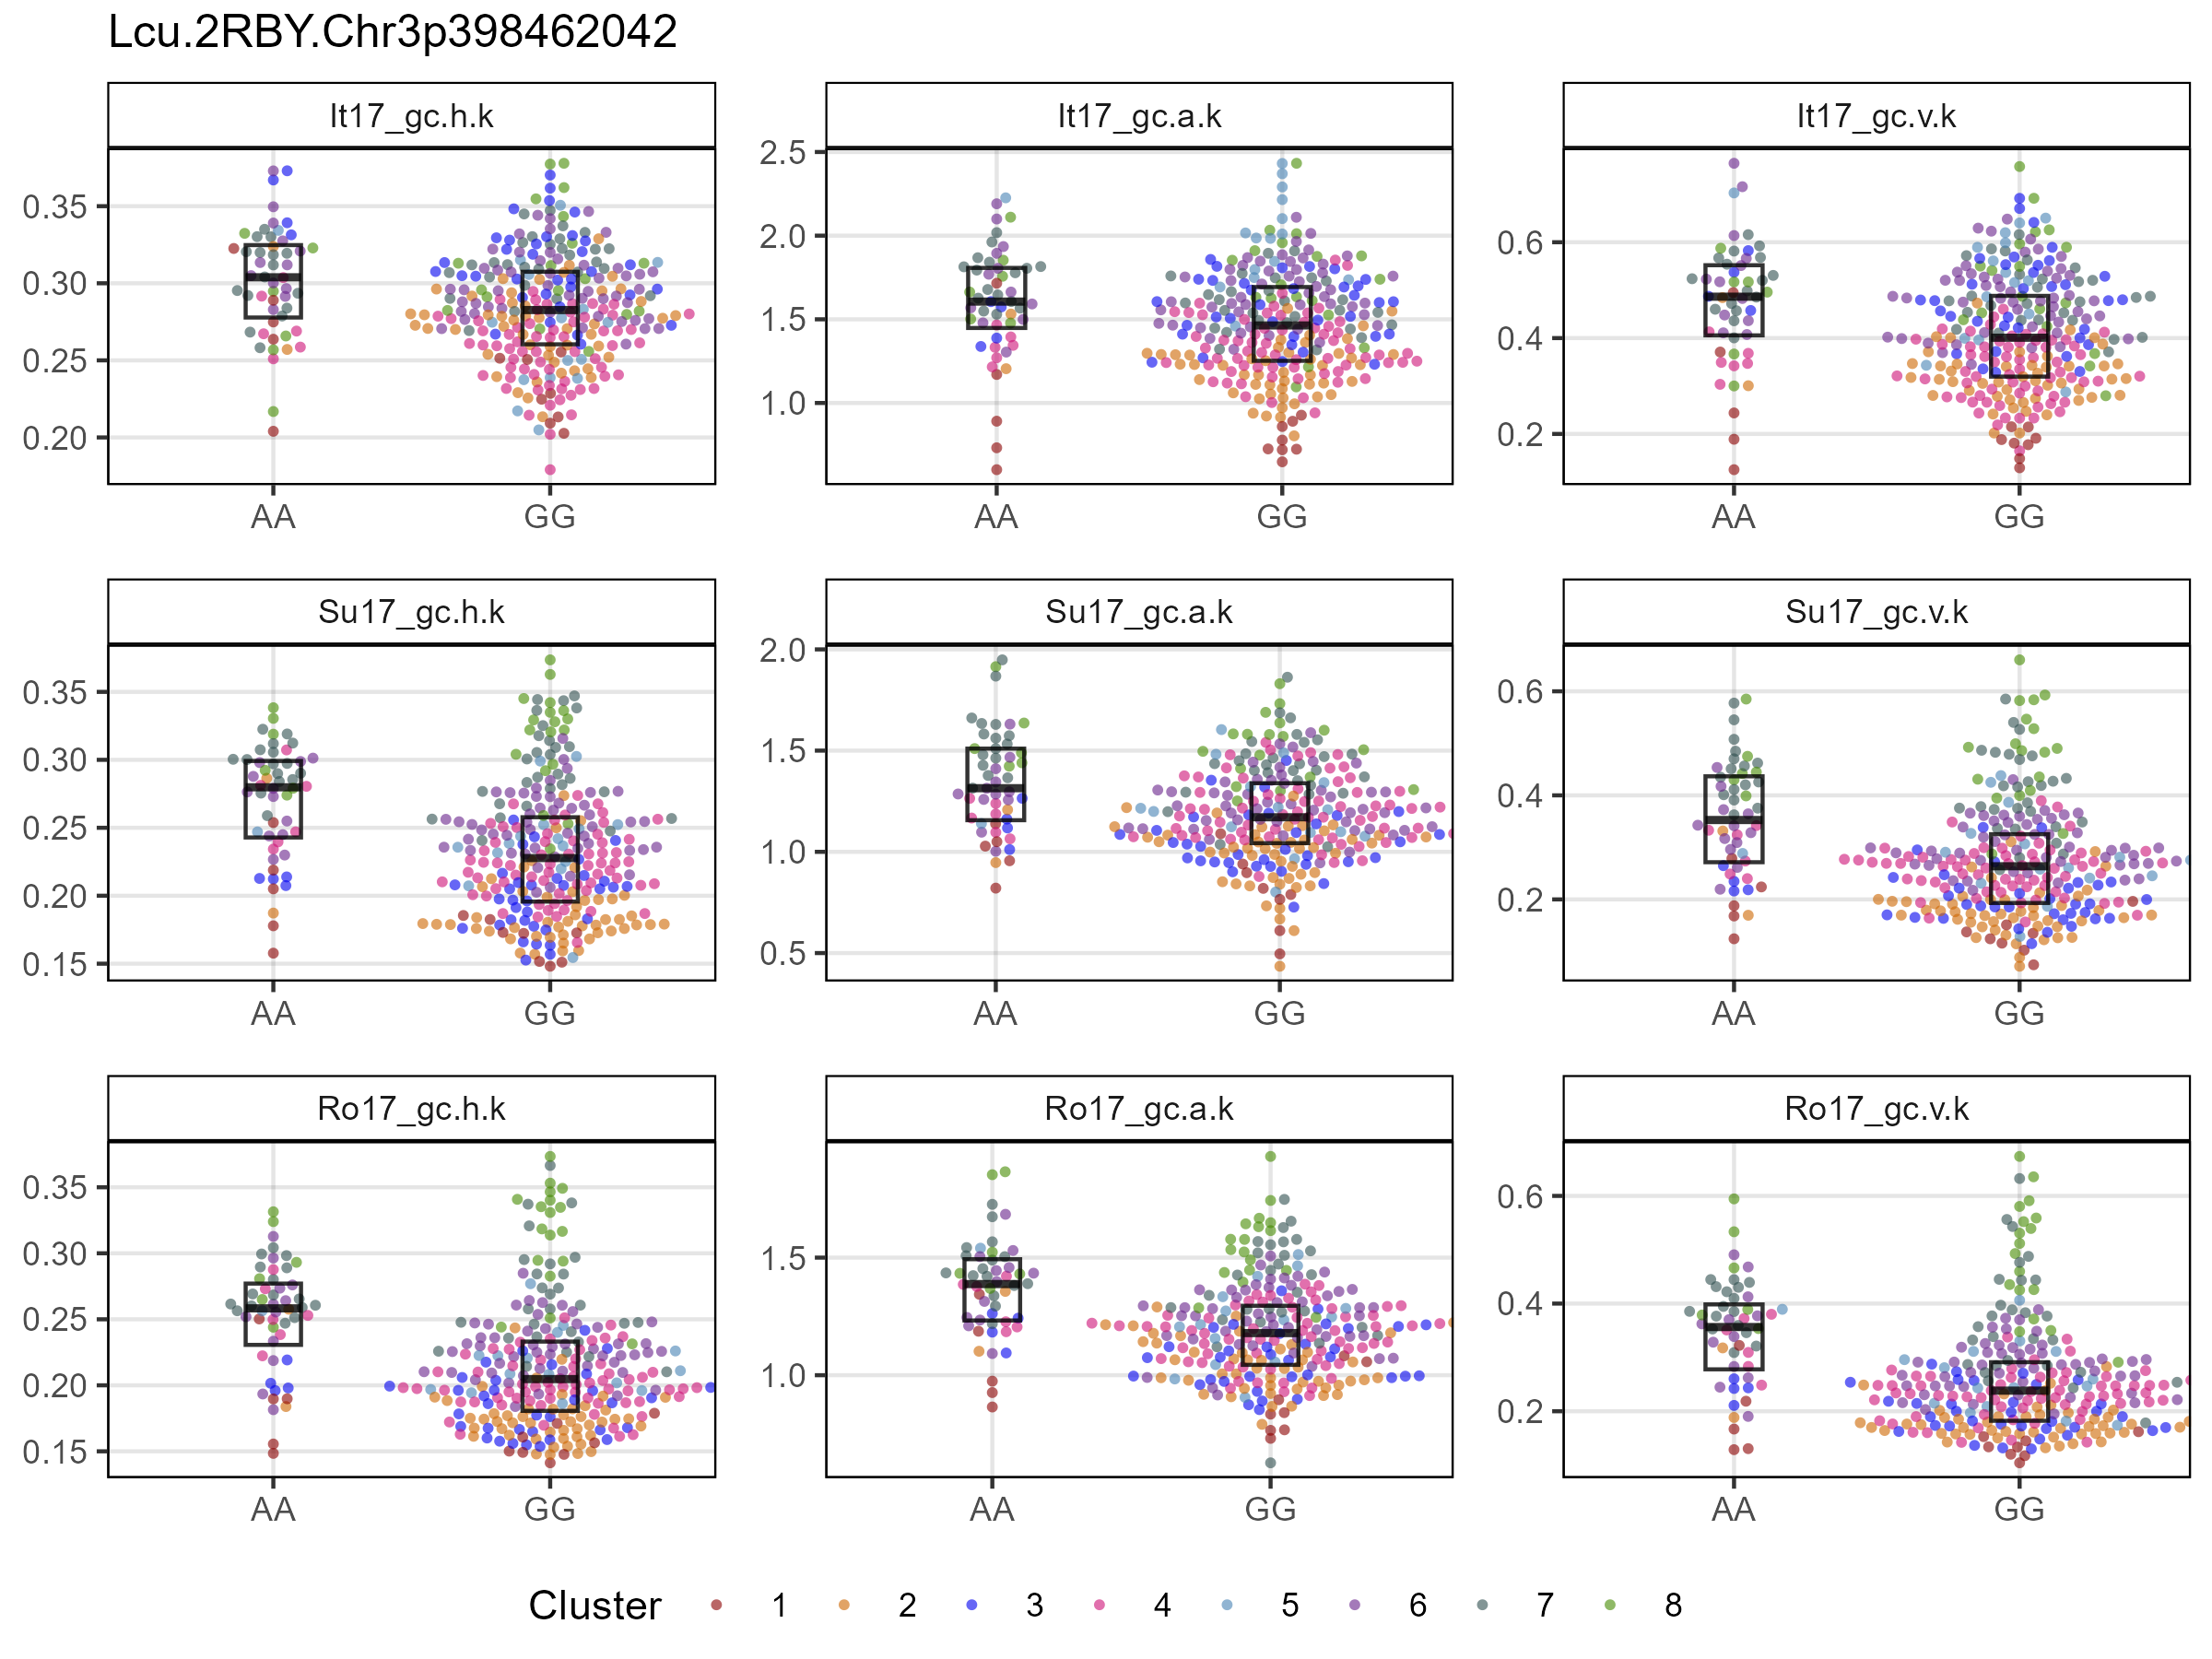 Lcu.2RBY.Chr3p398462042
It17_gc.h.k
It17_gc.a.k
It17_gc.v.k
0.35
0.30
0.25
0.20
AA
GG
2.5
2.0
1.5
1.0
AA
GG
0.6
0.4
0.2
AA
GG
Su17_gc.h.k
Su17_gc.a.k
Su17_gc.v.k
0.35
0.30
0.25
0.20
0.15
AA
GG
2.0
1.5
1.0
0.5
AA
GG
0.6
0.4
0.2
AA
GG
Ro17_gc.h.k
Ro17_gc.a.k
Ro17_gc.v.k
0.35
0.30
0.25
0.20
0.15
AA
GG
1.5
1.0
AA
GG
0.6
0.4
0.2
AA
GG
Cluster 1 2 3 4 5 6 7 8